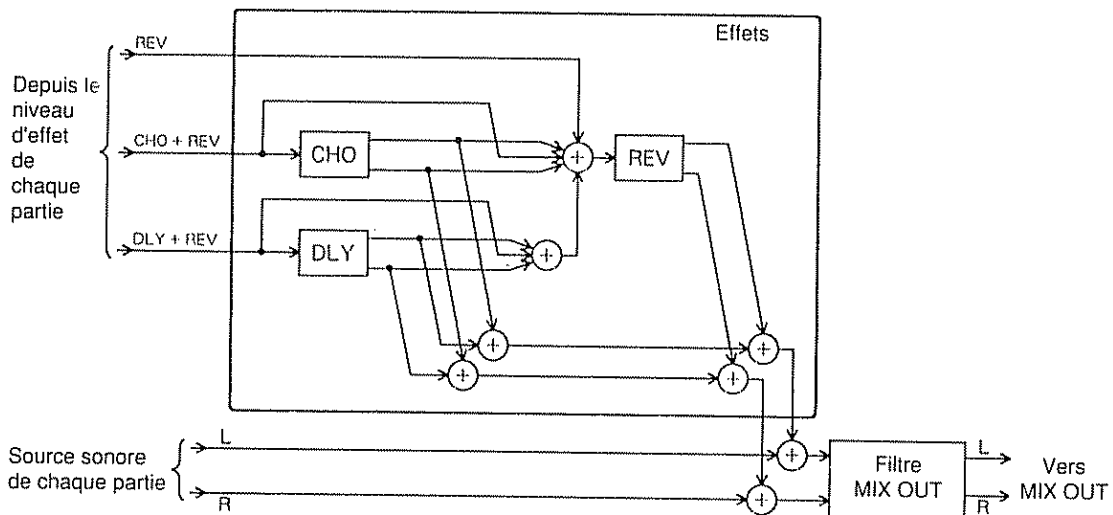 Effets
REV
Depuis le
niveau
d'effet
de
chaque
partie
CHO + REV
CHO
REV
DLY + REV
DLY
+
+
+
+
+
+
L
Source sonore
de chaque partie
R
+
+
Filtre
MIX OUT
L
R
Vers
MIX OUT